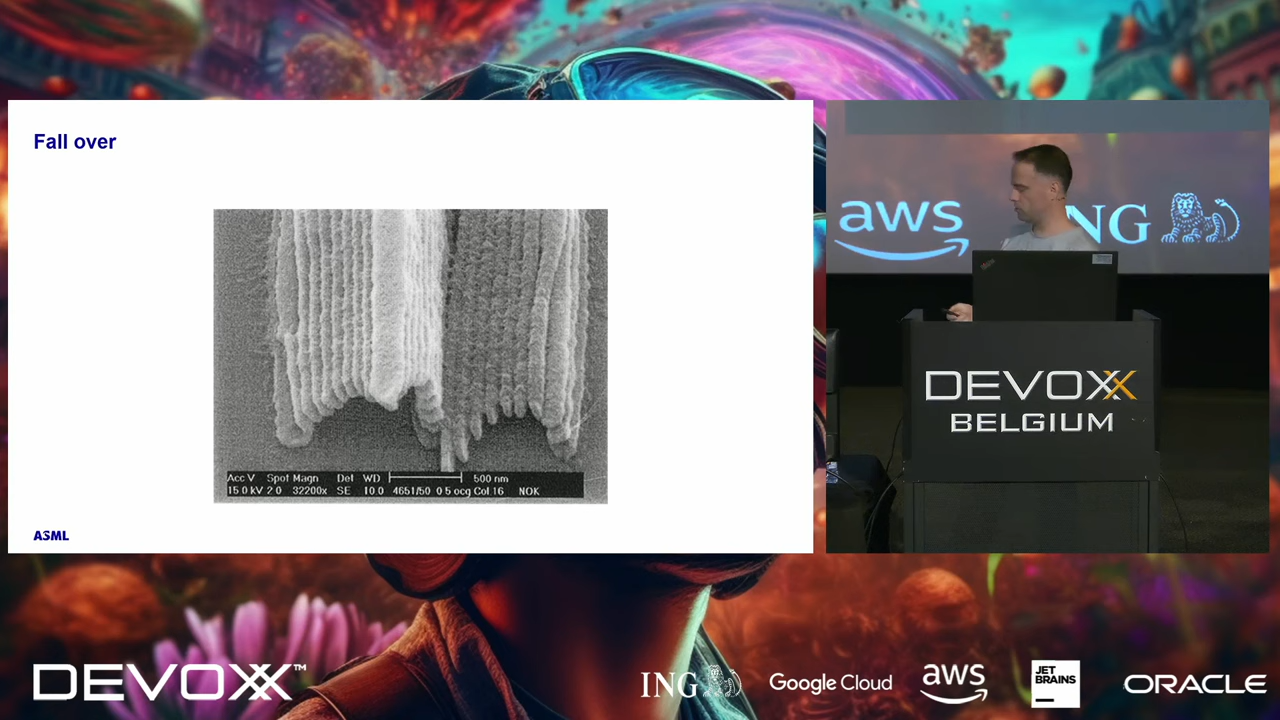 Fall over
Acc V Spot Magn Det WD 500 nm
15.0 kV 2.0 32200x SE 10.0 4651/50 0.5 ocg Col 16 NOK
ASML
aws
ING
DEVOXX
BELGIUM
DEVOXX™
ING
Google Cloud
aws
JET
BRAINS
ORACLE